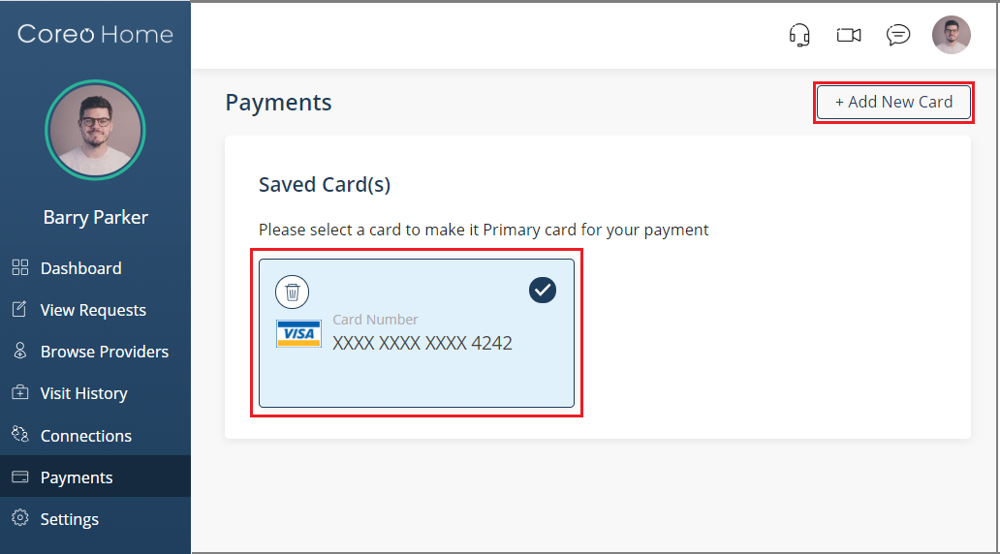 Coreo Home
Barry Parker
Dashboard
View Requests
Browse Providers
Visit History
Connections
Payments
Settings
Payments
+ Add New Card
Saved Card(s)
Please select a card to make it Primary card for your payment
VISA
Card Number
XXXX XXXX XXXX 4242